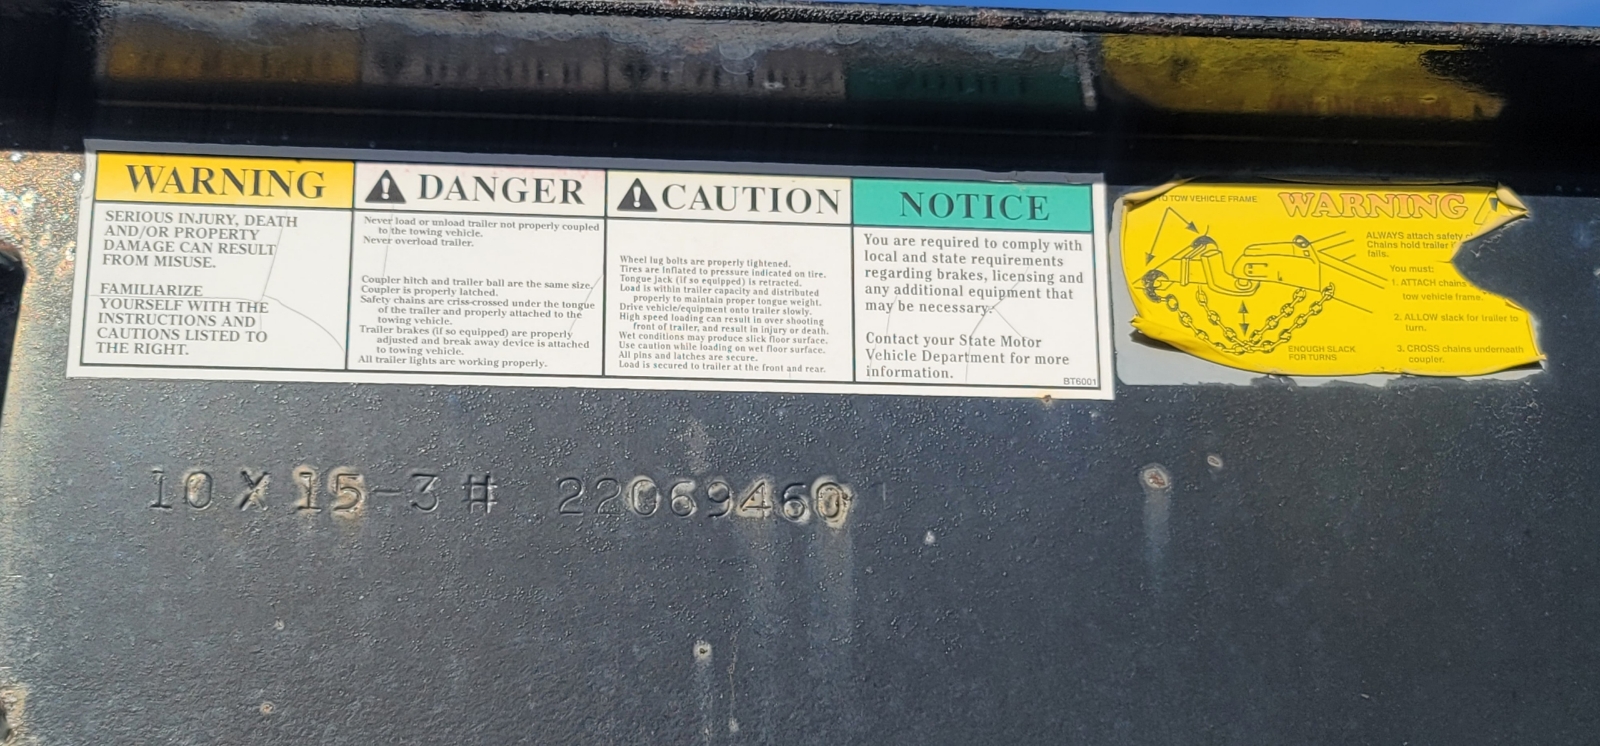 WARNING
SERIOUS INJURY, DEATH
AND/OR PROPERTY
DAMAGE CAN RESULT
FROM MISUSE.
FAMILIARIZE
YOURSELF WITH THE
INSTRUCTIONS AND
CAUTIONS LISTED TO
THE RIGHT.
DANGER
Never load or unload trailer not properly coupled
to the towing vehicle.
Never overload trailer.
Coupler hitch and trailer ball are the same size.
Coupler is properly latched.
Safety chains are criss-crossed under the tongue
of the trailer and properly attached to the
towing vehicle.
Trailer brakes (if so equipped) are properly
adjusted and break away device is attached
to towing vehicle.
All trailer lights are working properly.
CAUTION
Wheel lug bolts are properly tightened.
Tires are Inflated to pressure indicated on tire.
Tongue jack (if so equipped) is retracted.
Load is within trailer capacity and distributed
properly to maintain proper tongue weight.
Drive vehicle/equipment onto trailer slowly.
High speed loading can result in over shooting
front of trailer, and result in injury or death.
Wet conditions may produce slick floor surface.
Use caution while loading on wet floor surface.
All pins and latches are secure.
Load is secured to trailer at the front and rear.
NOTICE
You are required to comply with
local and state requirements
regarding brakes, licensing and
any additional equipment that
may be necessary.
Contact your State Motor
Vehicle Department for more
information.
BT6001
TO TOW VEHICLE FRAME
WARNING
ALWAYS attach safety
Chains hold trailer
fails.
You must:
1. ATTACH chains
tow vehicle frame.
2. ALLOW slack for trailer to
turn.
3. CROSS chains underneath
coupler.
ENOUGH SLACK
FOR TURNS
10 X 15-3 # 22069460